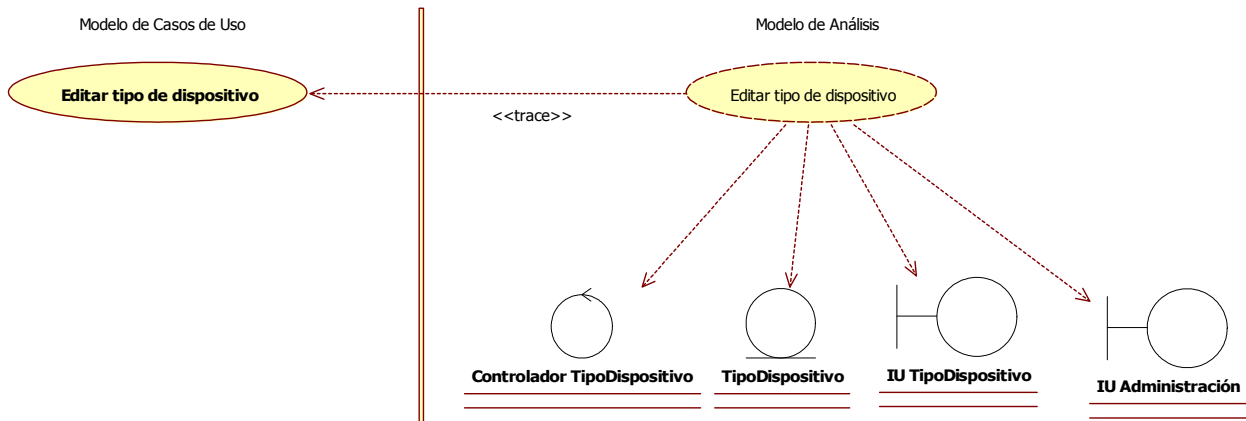 Modelo de Casos de Uso
Modelo de Análisis
Editar tipo de dispositivo
Editar tipo de dispositivo
<<trace>>
Controlador TipoDispositivo
TipoDispositivo
IU TipoDispositivo
IU Administración